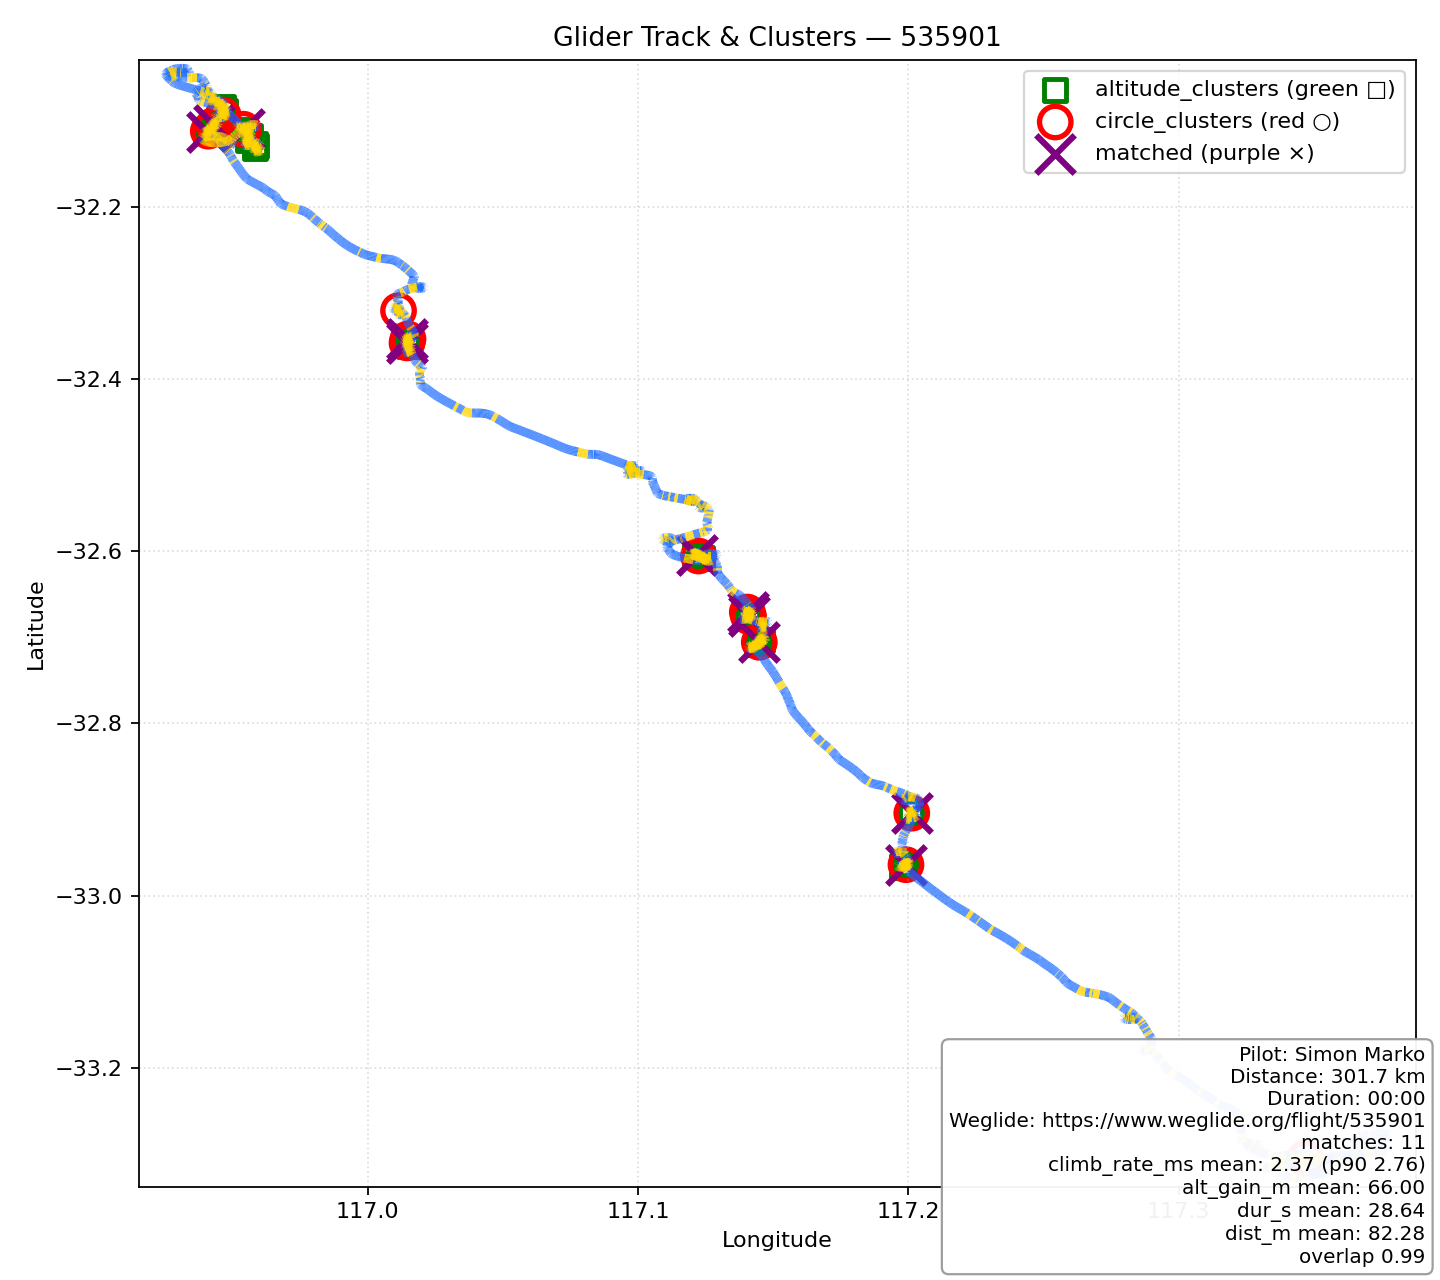 Glider Track & Clusters — 535901
altitude_clusters (green □)
circle_clusters (red ○)
matched (purple ×)
−32.2
−32.4
−32.6
−32.8
−33.0
−33.2
Latitude
117.0
117.1
117.2
117.3
Longitude
Pilot: Simon Marko
Distance: 301.7 km
Duration: 00:00
Weglide: https://www.weglide.org/flight/535901
matches: 11
climb_rate_ms mean: 2.37 (p90 2.76)
alt_gain_m mean: 66.00
dur_s mean: 28.64
dist_m mean: 82.28
overlap 0.99